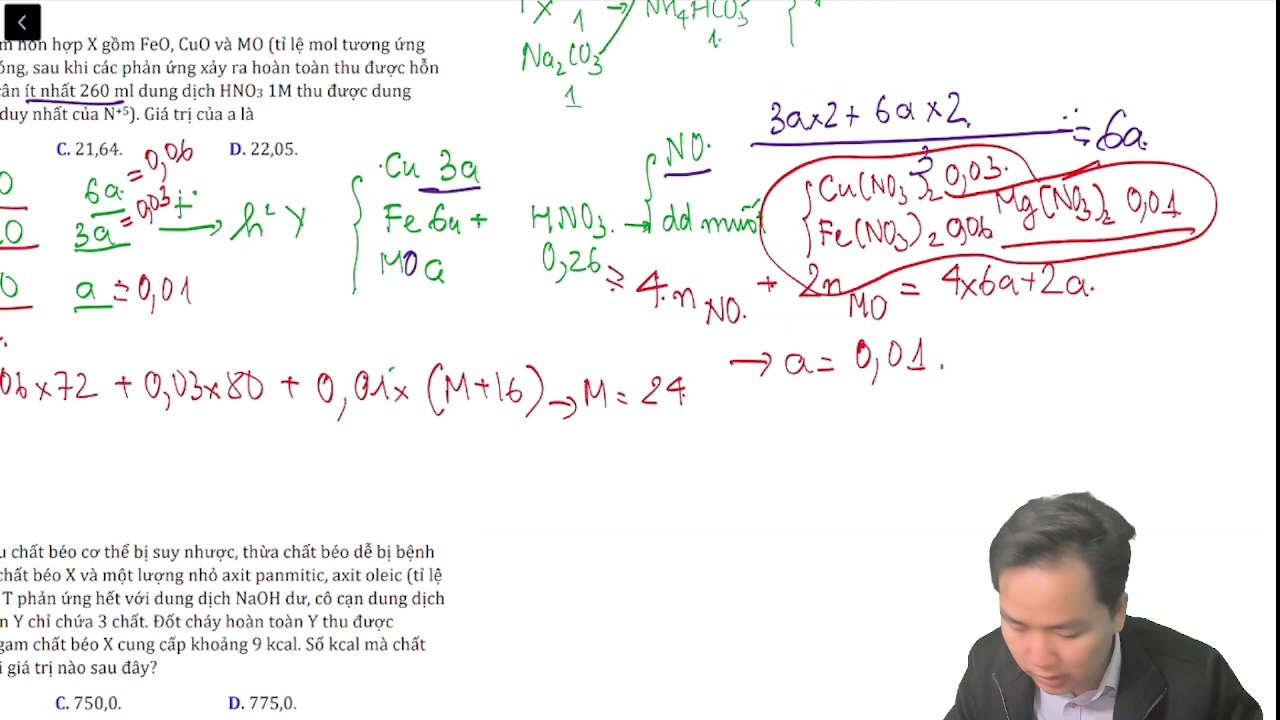 m hỗn hợp X gồm FeO, CuO và MO (tỉ lệ mol tương ứng
óng, sau khi các phản ứng xảy ra hoàn toàn thu được hỗn
cần ít nhất 260 ml dung dịch HNO₃ 1M thu được dung
duy nhất của N⁺⁵). Giá trị của a là
C. 21,64. D. 22,05.
X 1 → NH4HCO3
1.
Na2CO3
1
3a×2 + 6a×2
3
= 6a
6a = 0,06
3a = 0,03
a = 0,01
+ → h² Y
Cu 3a
Fe 6a +
MO a
HNO3 → NO.
dd muối
0,26
Cu(NO3)2 0,03.
Fe(NO3)2 0,06
Mg(NO3)2 0,01
= 4.nNO. + 2nMO = 4×6a+2a.
→ a = 0,01.
06×72 + 0,03×80 + 0,01× (M+16) → M = 24
u chất béo cơ thể bị suy nhược, thừa chất béo dễ bị bệnh
chất béo X và một lượng nhỏ axit panmitic, axit oleic (tỉ lệ
T phản ứng hết với dung dịch NaOH dư, cô cạn dung dịch
n Y chỉ chứa 3 chất. Đốt cháy hoàn toàn Y thu được
gam chất béo X cung cấp khoảng 9 kcal. Số kcal mà chất
i giá trị nào sau đây?
C. 750,0. D. 775,0.